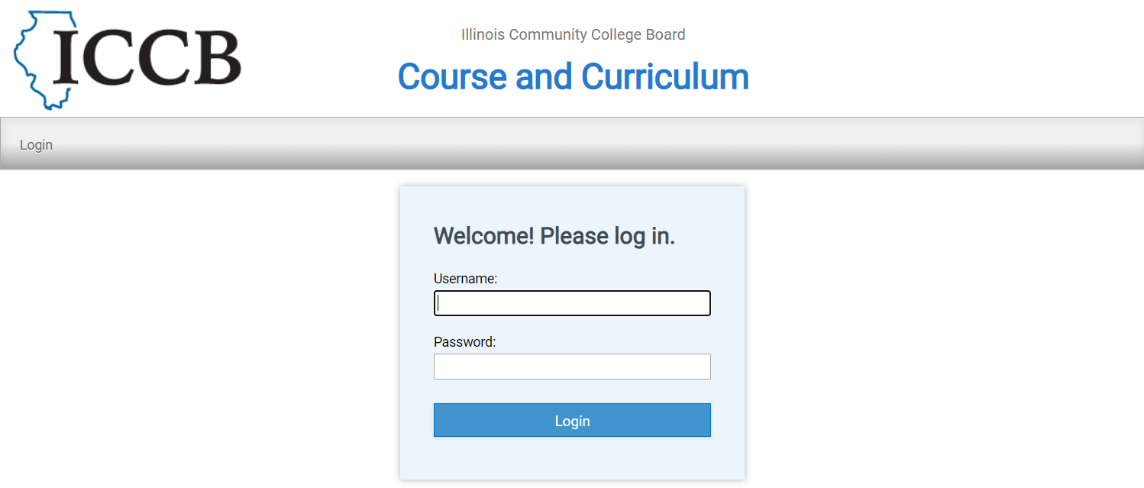 ICCB
Illinois Community College Board
Course and Curriculum
Login
Welcome! Please log in.
Username:
Password:
Login